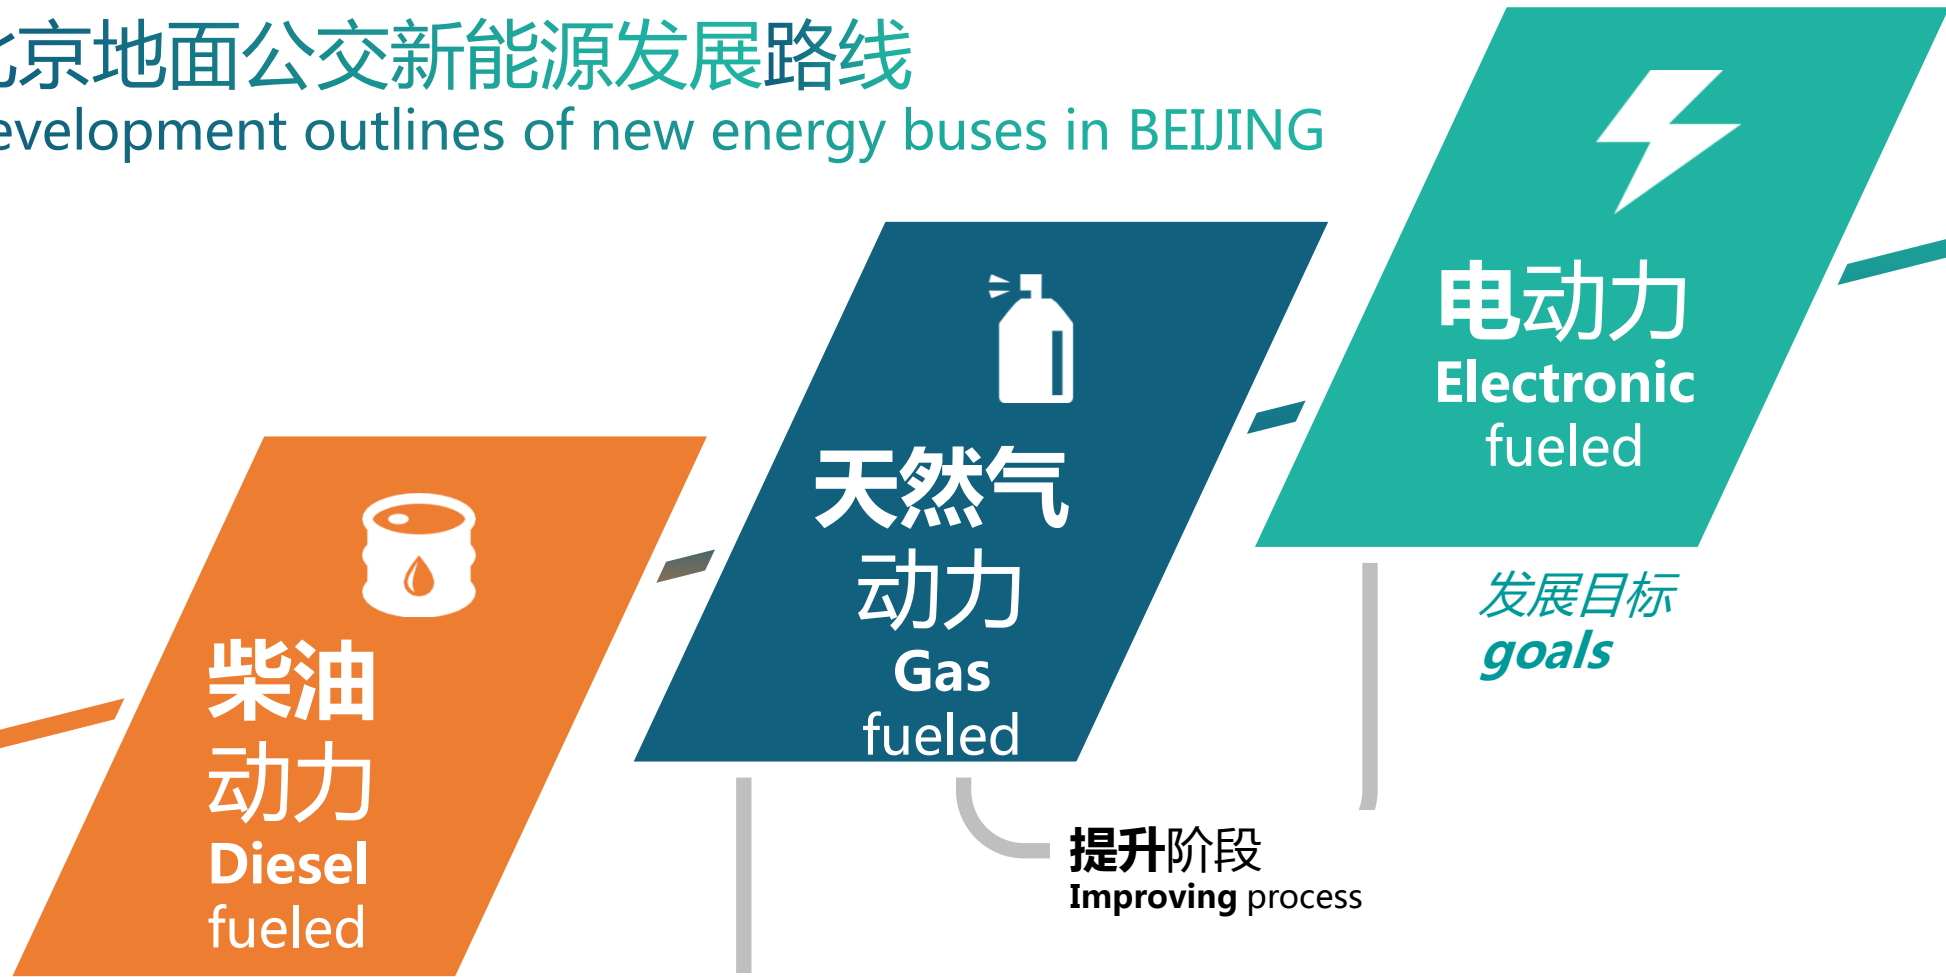 北京地面公交新能源发展路线
evelopment outlines of new energy buses in BEIJING
电动力
Electronic
fueled
发展目标
goals
天然气
动力
Gas
fueled
提升阶段
Improving process
柴油
动力
Diesel
fueled